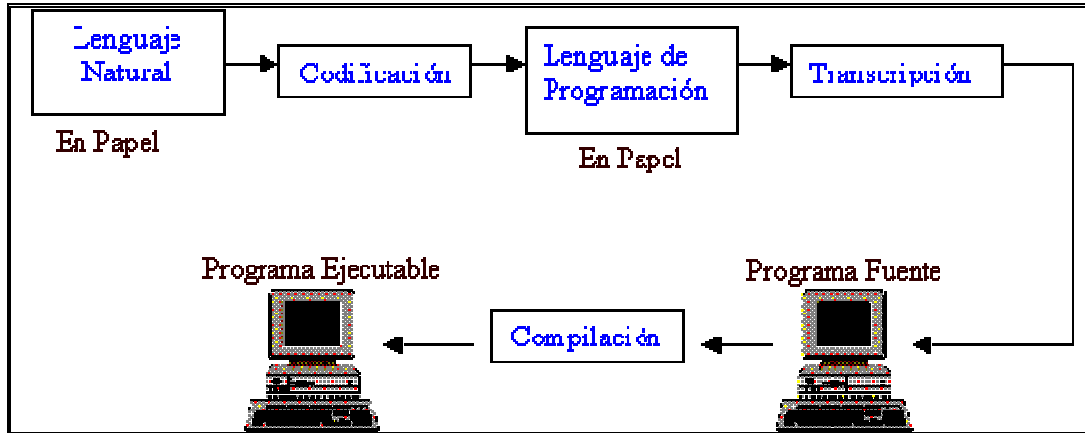 Lenguaje
Natural
Codificación
Lenguaje de
Programación
Transcripción
En Papel
En Papel
Programa Ejecutable
Programa Fuente
Compilación